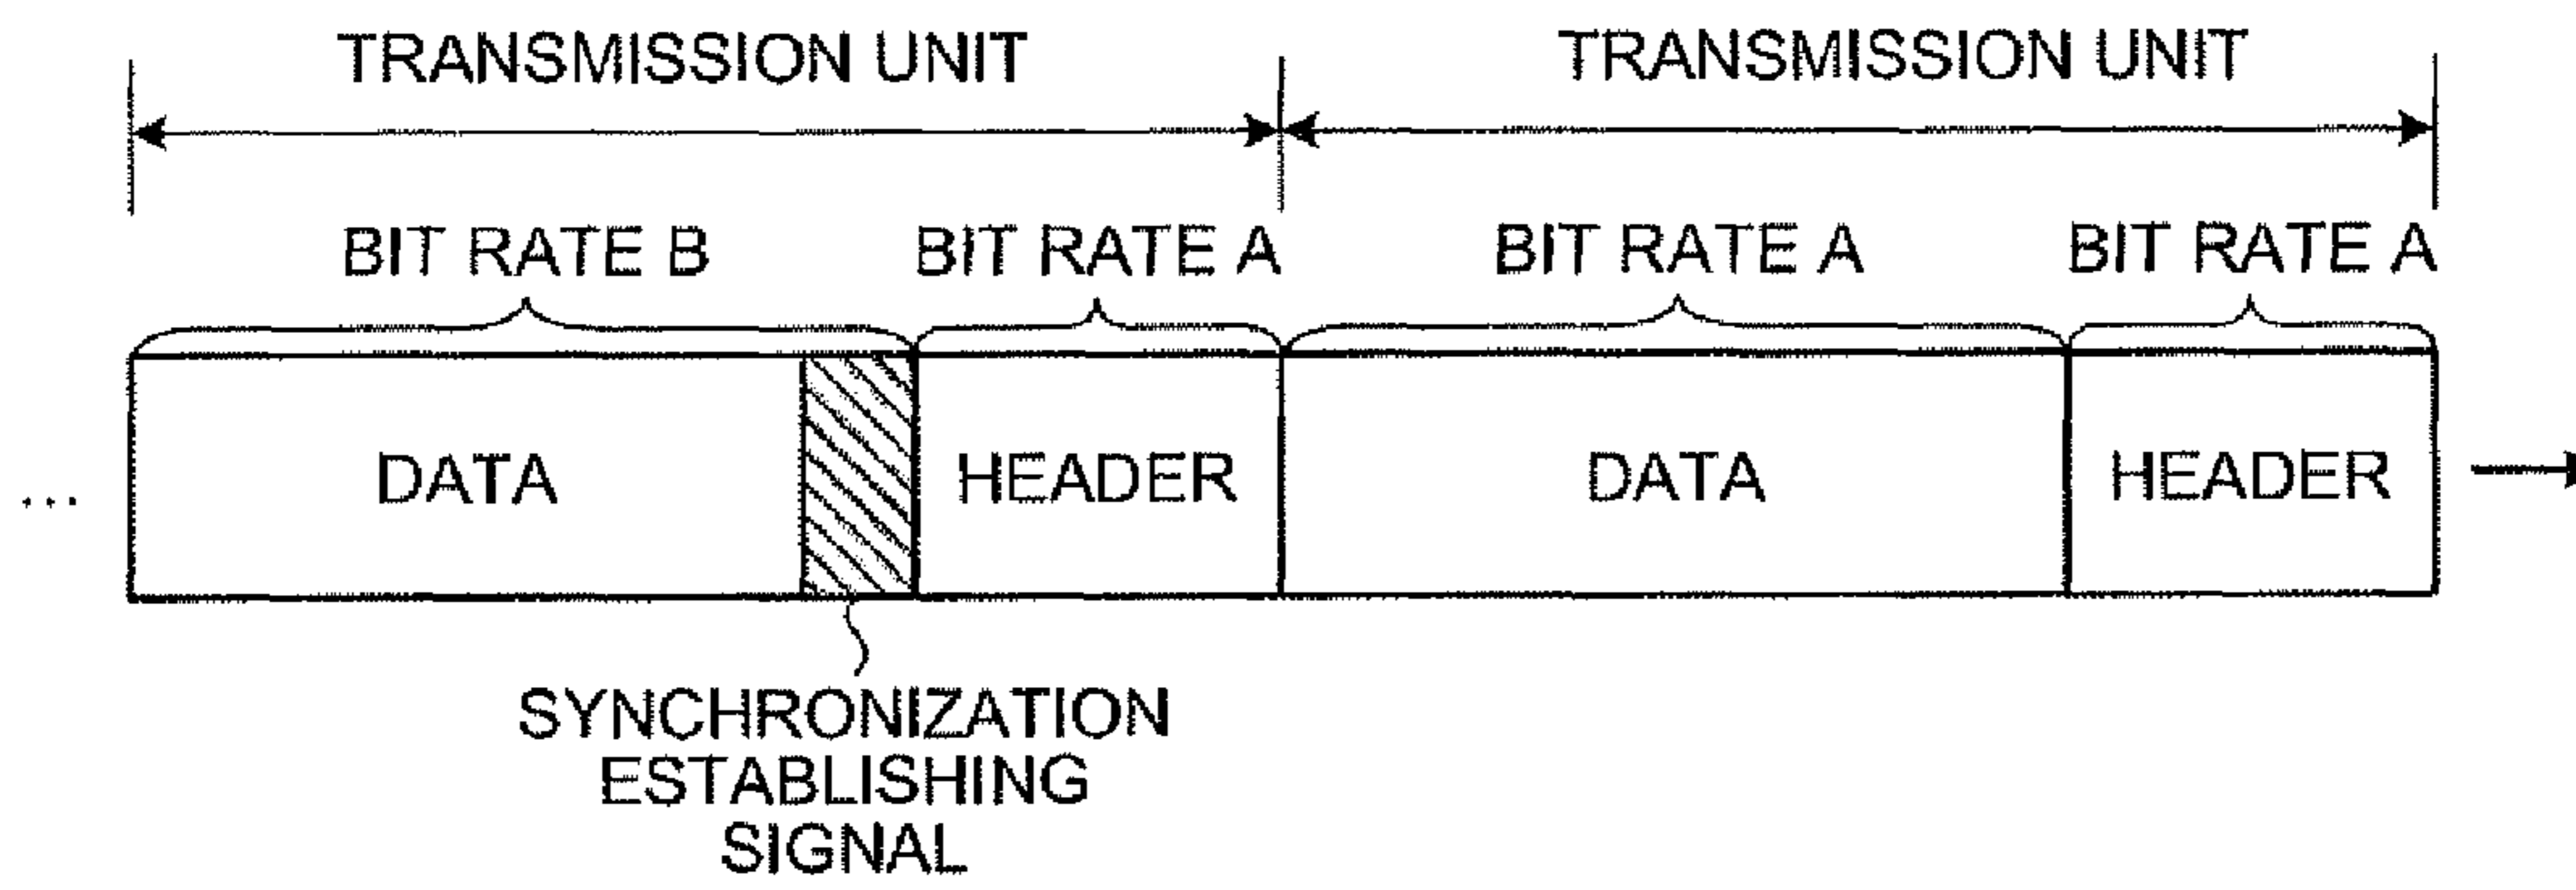 TRANSMISSION UNIT
TRANSMISSION UNIT
BIT RATE B
BIT RATE A
BIT RATE A
BIT RATE A
...
DATA
HEADER
DATA
HEADER
SYNCHRONIZATION
ESTABLISHING
SIGNAL